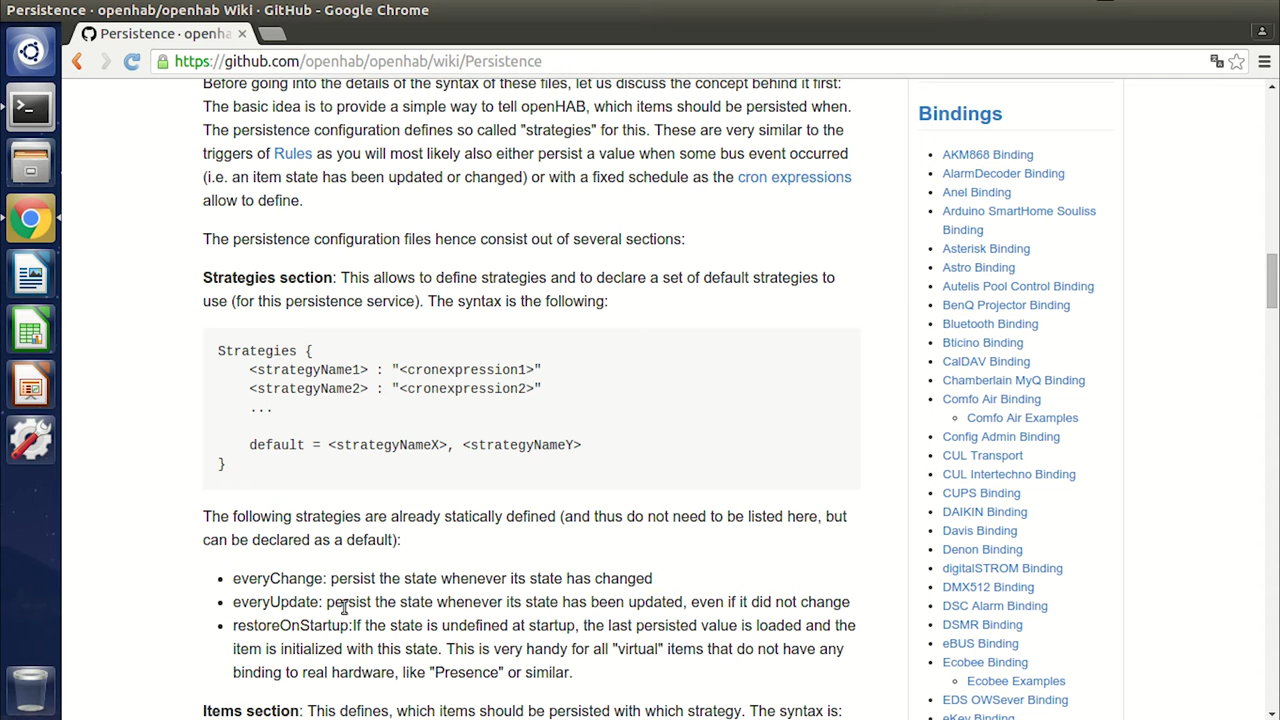 Persistence · openhab/openhab Wiki · GitHub - Google Chrome
Persistence · openha
https://github.com/openhab/openhab/wiki/Persistence
Before going into the details of the syntax of these files, let us discuss the concept behind it first:
The basic idea is to provide a simple way to tell openHAB, which items should be persisted when.
The persistence configuration defines so called "strategies" for this. These are very similar to the
triggers of Rules as you will most likely also either persist a value when some bus event occurred
(i.e. an item state has been updated or changed) or with a fixed schedule as the cron expressions
allow to define.
The persistence configuration files hence consist out of several sections:
Strategies section: This allows to define strategies and to declare a set of default strategies to
use (for this persistence service). The syntax is the following:
Strategies {
<strategyName1> : "<cronexpression1>"
<strategyName2> : "<cronexpression2>"
...
default = <strategyNameX>, <strategyNameY>
}
The following strategies are already statically defined (and thus do not need to be listed here, but
can be declared as a default):
everyChange: persist the state whenever its state has changed
everyUpdate: persist the state whenever its state has been updated, even if it did not change
restoreOnStartup:If the state is undefined at startup, the last persisted value is loaded and the
item is initialized with this state. This is very handy for all "virtual" items that do not have any
binding to real hardware, like "Presence" or similar.
Items section: This defines, which items should be persisted with which strategy. The syntax is:
Bindings
AKM868 Binding
AlarmDecoder Binding
Anel Binding
Arduino SmartHome Souliss
Binding
Asterisk Binding
Astro Binding
Autelis Pool Control Binding
BenQ Projector Binding
Bluetooth Binding
Bticino Binding
CalDAV Binding
Chamberlain MyQ Binding
Comfo Air Binding
Comfo Air Examples
Config Admin Binding
CUL Transport
CUL Intertechno Binding
CUPS Binding
DAIKIN Binding
Davis Binding
Denon Binding
digitalSTROM Binding
DMX512 Binding
DSC Alarm Binding
DSMR Binding
eBUS Binding
Ecobee Binding
Ecobee Examples
EDS OWSever Binding
eKey Binding